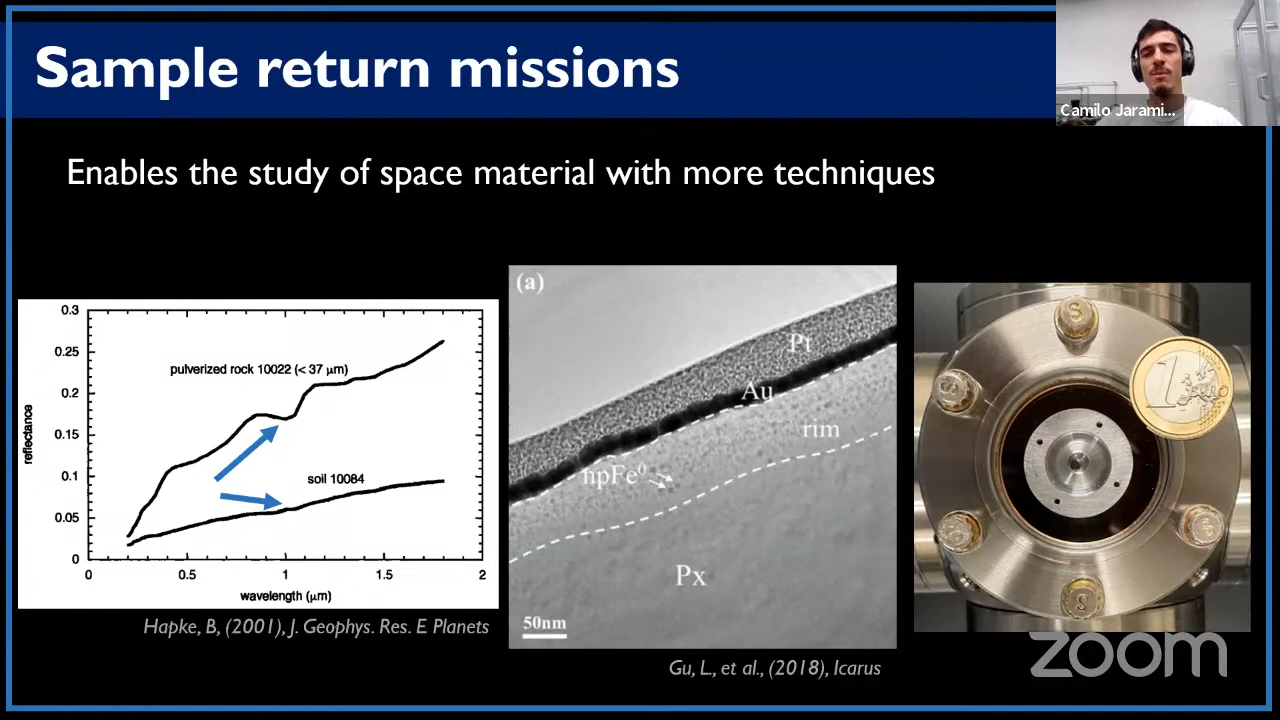 Sample return missions
Camilo Jarami...
Enables the study of space material with more techniques
0.3
0.25
0.2
0.15
0.1
0.05
0
reflectance
pulverized rock 10022 (< 37 μm)
soil 10084
0
0.5
1
1.5
2
wavelength (μm)
Hapke, B, (2001), J. Geophys. Res. E Planets
(a)
Pt
Au
rim
npFe⁰
Px
50nm
Gu, L., et al., (2018), Icarus
S
S
S
S
S
S
1
EURO
zoom